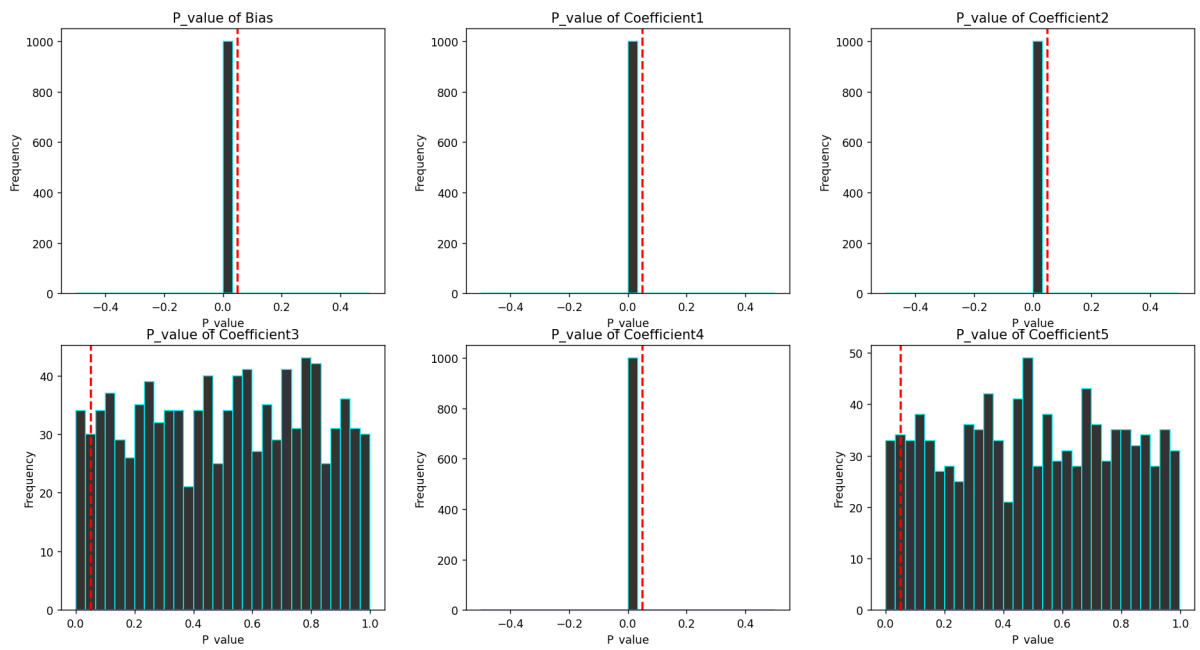 P_value of Bias
P_value of Coefficient1
P_value of Coefficient2
1000
800
600
400
200
0
Frequency
−0.4 −0.2 0.0 0.2 0.4
P_value
1000
800
600
400
200
0
Frequency
−0.4 −0.2 0.0 0.2 0.4
P_value
1000
800
600
400
200
0
Frequency
−0.4 −0.2 0.0 0.2 0.4
P_value
P_value of Coefficient3
P_value of Coefficient4
P_value of Coefficient5
40
30
20
10
0
Frequency
0.0 0.2 0.4 0.6 0.8 1.0
P_value
1000
800
600
400
200
0
Frequency
−0.4 −0.2 0.0 0.2 0.4
P_value
50
40
30
20
10
0
Frequency
0.0 0.2 0.4 0.6 0.8 1.0
P_value